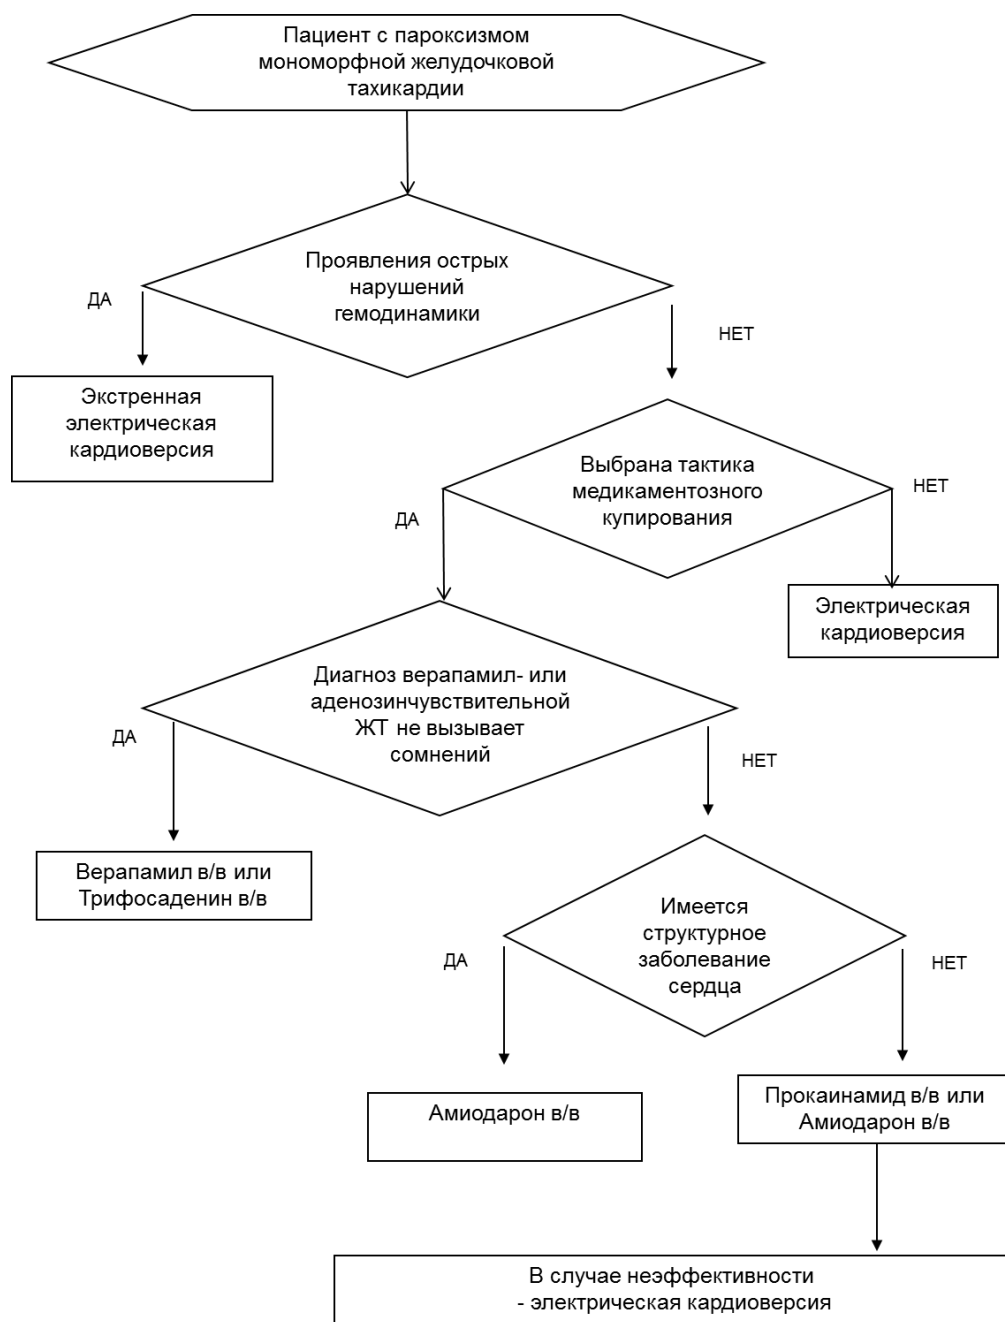 Пациент с пароксизмом
мономорфной желудочковой
тахикардии
Проявления острых
нарушений
гемодинамики
ДА
НЕТ
Экстренная
электрическая
кардиоверсия
Выбрана тактика
медикаментозного
купирования
ДА
НЕТ
Электрическая
кардиоверсия
Диагноз верапамил- или
аденозинчувствительной
ЖТ не вызывает
сомнений
ДА
НЕТ
Верапамил в/в или
Трифосаденин в/в
Имеется
структурное
заболевание
сердца
ДА
НЕТ
Амиодарон в/в
Прокаинамид в/в или
Амиодарон в/в
В случае неэффективности
- электрическая кардиоверсия